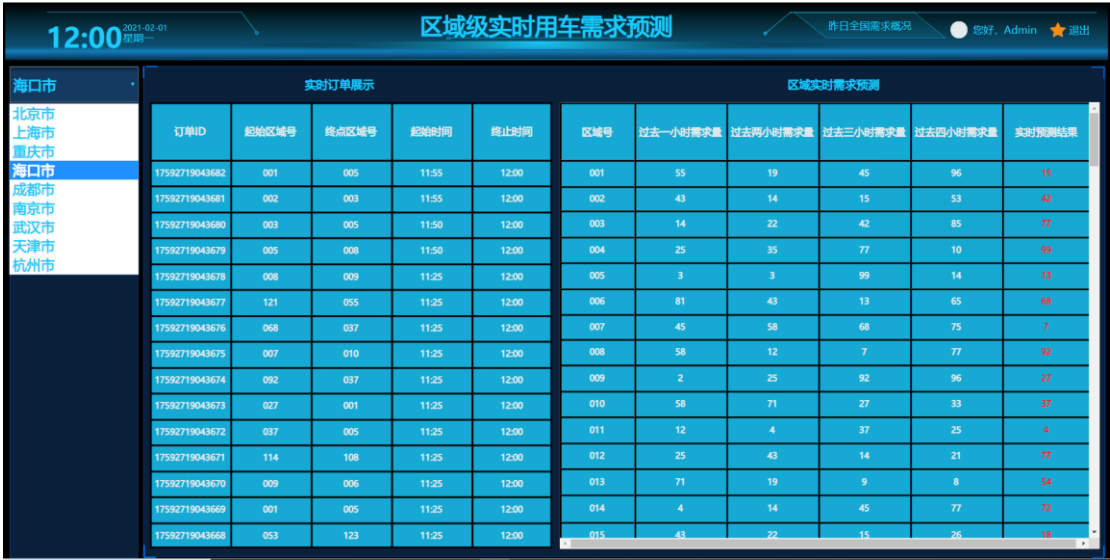 12:00
2021-02-01
星期一
区域级实时用车需求预测
昨日全国需求概况
您好，Admin
退出
海口市
北京市
上海市
重庆市
海口市
成都市
南京市
武汉市
天津市
杭州市
实时订单展示
订单ID 起始区域号 终点区域号 起始时间 终止时间
17592719043682 001 005 11:55 12:00
17592719043681 002 003 11:55 12:00
17592719043680 003 005 11:50 12:00
17592719043679 005 008 11:50 12:00
17592719043678 008 009 11:25 12:00
17592719043677 121 055 11:25 12:00
17592719043676 068 037 11:25 12:00
17592719043675 007 010 11:25 12:00
17592719043674 092 037 11:25 12:00
17592719043673 027 001 11:25 12:00
17592719043672 037 005 11:25 12:00
17592719043671 114 108 11:25 12:00
17592719043670 009 006 11:25 12:00
17592719043669 001 005 11:25 12:00
17592719043668 053 123 11:25 12:00
区域实时需求预测
区域号 过去一小时需求量 过去两小时需求量 过去三小时需求量 过去四小时需求量 实时预测结果
001 55 19 45 96 15
002 43 14 15 53 42
003 14 22 42 85 77
004 25 35 77 10 99
005 3 3 99 14 13
006 81 43 13 65 68
007 45 58 68 75 7
008 58 12 7 77 92
009 2 25 92 96 27
010 58 71 27 33 37
011 12 4 37 25 4
012 25 43 14 21 77
013 71 19 9 8 54
014 4 14 45 77 72
015 43 22 15 26 18